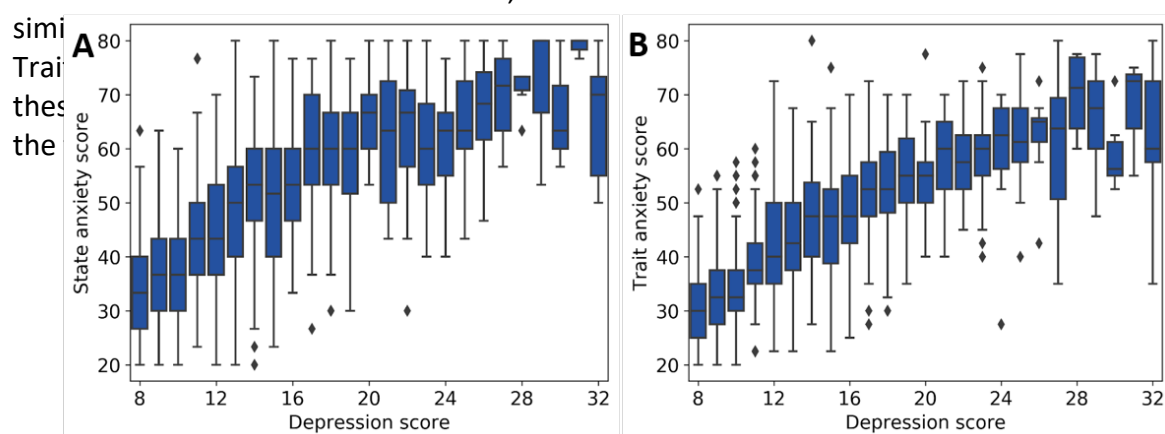 simi
Trai
thes
the
A
State anxiety score
80
70
60
50
40
30
20
8 12 16 20 24 28 32
Depression score
B
Trait anxiety score
80
70
60
50
40
30
20
8 12 16 20 24 28 32
Depression score